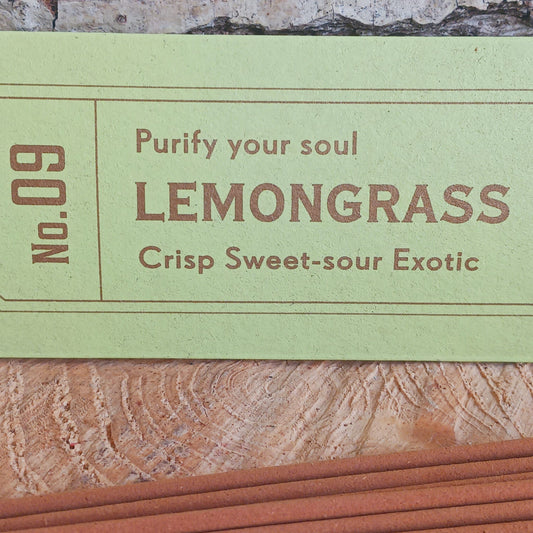 No.09
Purify your soul
LEMONGRASS
Crisp Sweet-sour Exotic